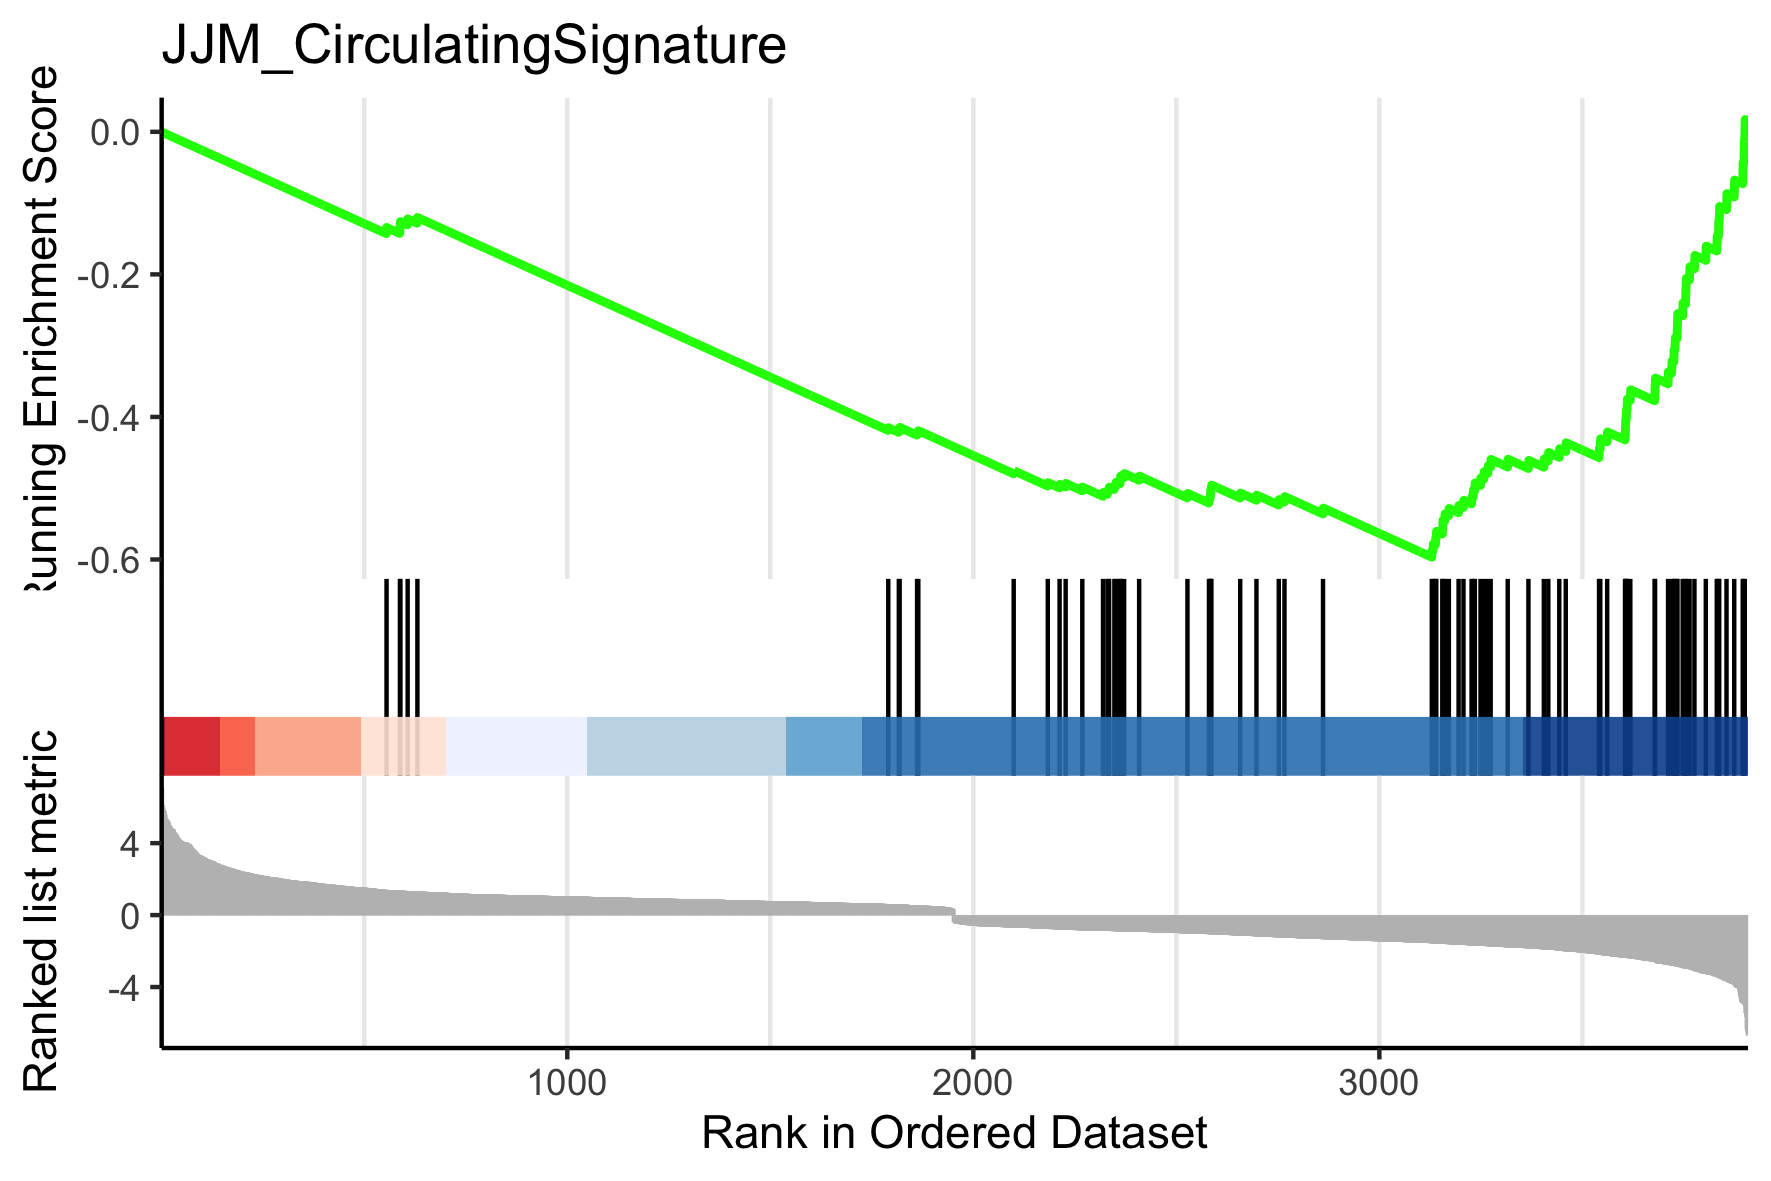 JJM_CirculatingSignature
Running Enrichment Score
0.0
-0.2
-0.4
-0.6
Ranked list metric
4
0
-4
1000 2000 3000
Rank in Ordered Dataset